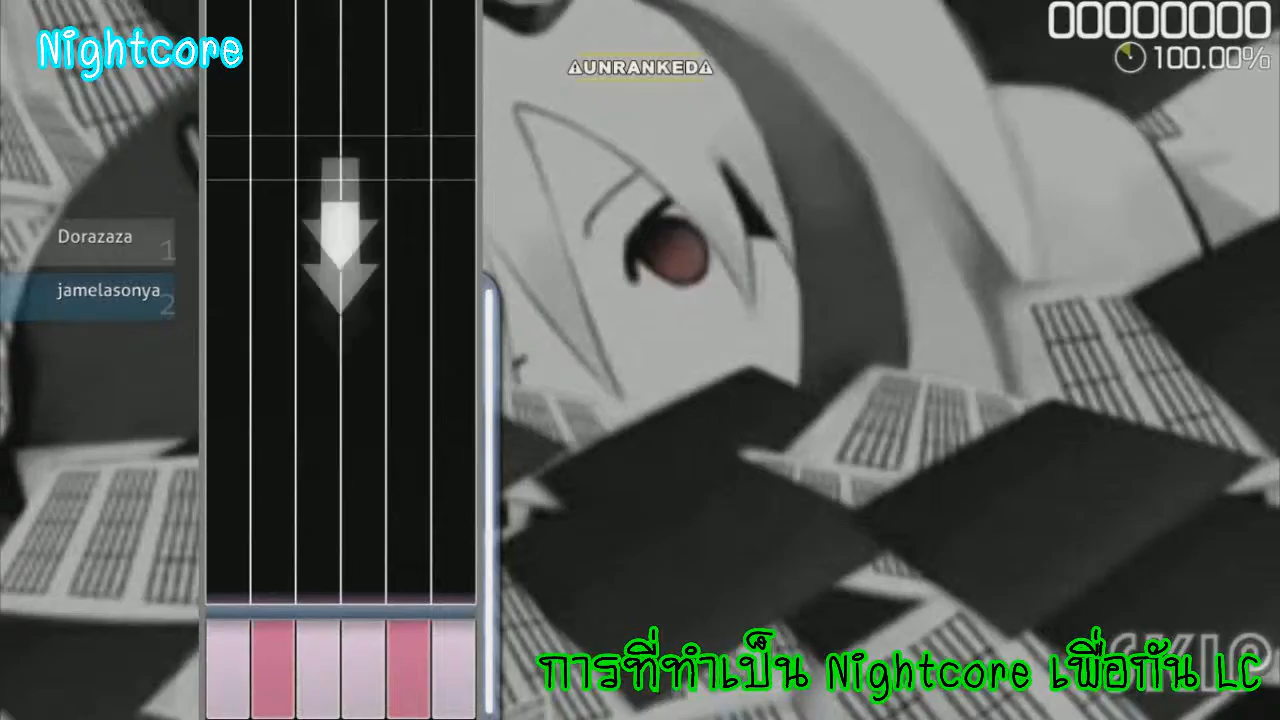 Nightcore
00000000
⚠UNRANKED⚠
100.00%
Dorazaza
1
jamelasonya
2
การที่ทำเป็น Nightcore เพื่อกัน LC